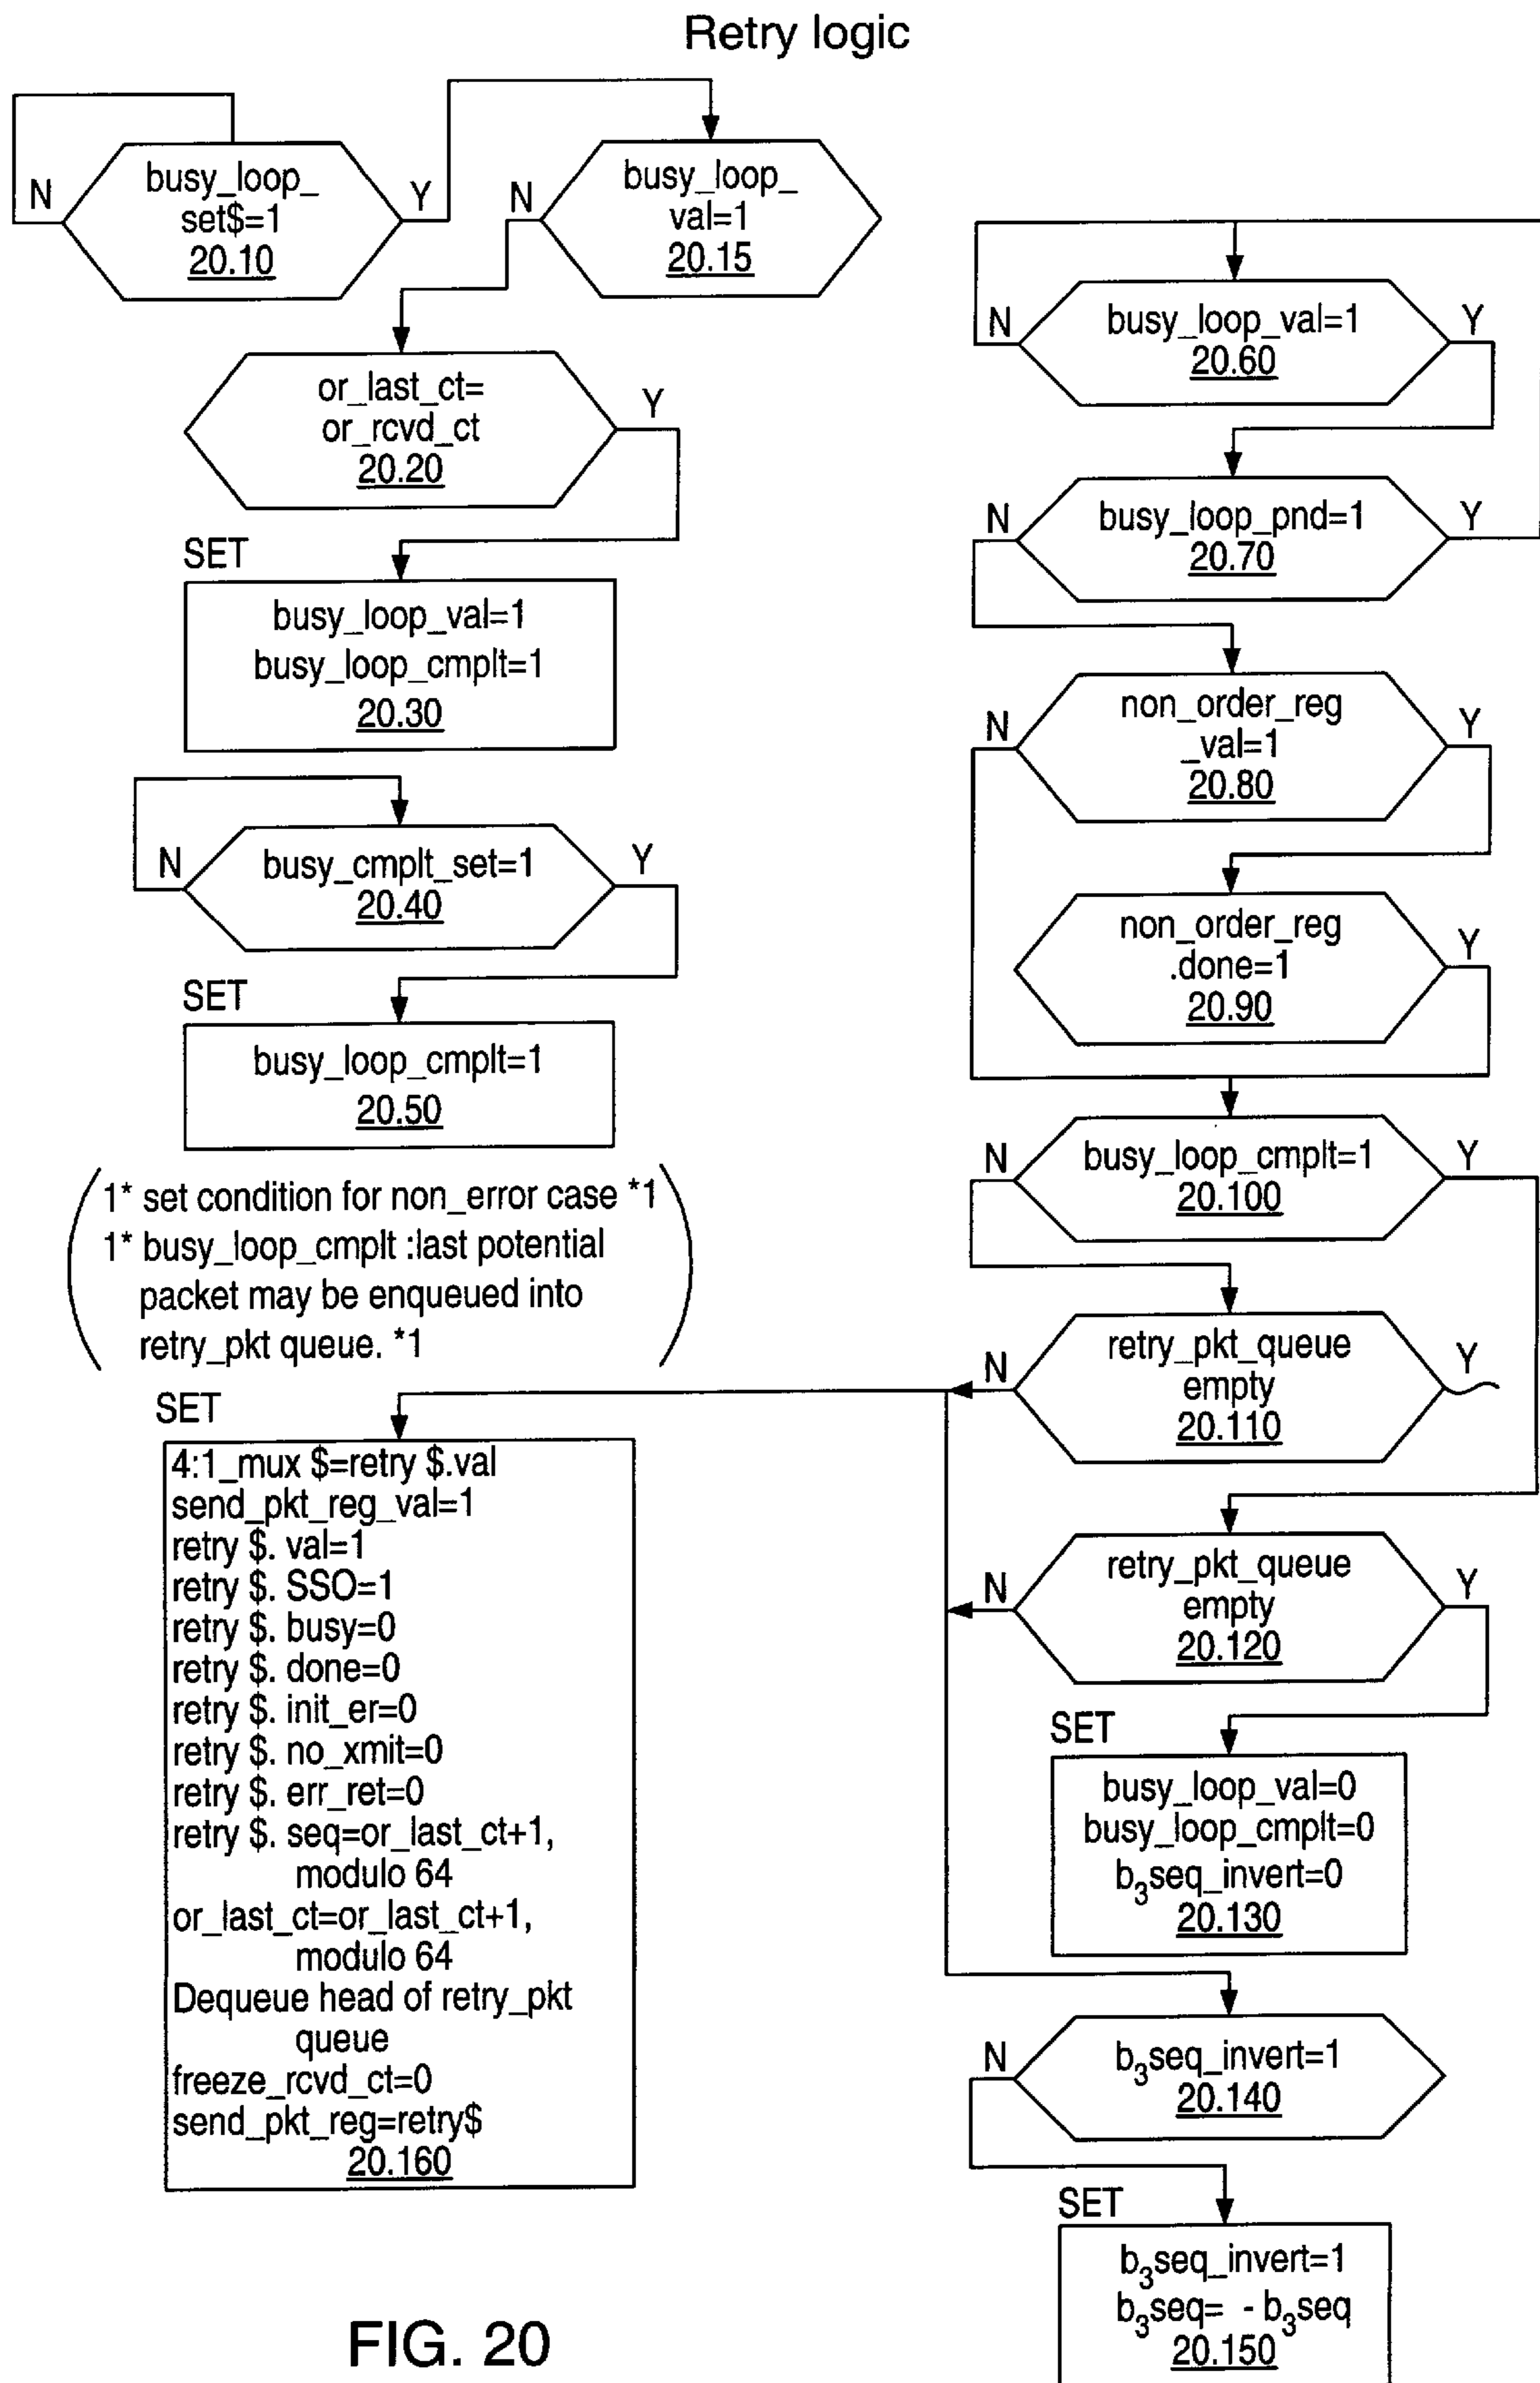 Retry logic
N
busy_loop_
set$=1
20.10
Y
N
busy_loop_
val=1
20.15
or_last_ct=
or_rcvd_ct
20.20
Y
SET
busy_loop_val=1
busy_loop_cmplt=1
20.30
N
busy_cmplt_set=1
20.40
Y
SET
busy_loop_cmplt=1
20.50
1* set condition for non_error case *1
1* busy_loop_cmplt :last potential
packet may be enqueued into
retry_pkt queue. *1
SET
4:1_mux $=retry $.val
send_pkt_reg_val=1
retry $. val=1
retry $. SSO=1
retry $. busy=0
retry $. done=0
retry $. init_er=0
retry $. no_xmit=0
retry $. err_ret=0
retry $. seq=or_last_ct+1,
modulo 64
or_last_ct=or_last_ct+1,
modulo 64
Dequeue head of retry_pkt
queue
freeze_rcvd_ct=0
send_pkt_reg=retry$
20.160
N
busy_loop_val=1
20.60
Y
N
busy_loop_pnd=1
20.70
Y
N
non_order_reg
_val=1
20.80
Y
non_order_reg
.done=1
20.90
Y
N
busy_loop_cmplt=1
20.100
Y
N
retry_pkt_queue
empty
20.110
Y
N
retry_pkt_queue
empty
20.120
Y
SET
busy_loop_val=0
busy_loop_cmplt=0
b3seq_invert=0
20.130
N
b3seq_invert=1
20.140
SET
b3seq_invert=1
b3seq= - b3seq
20.150
FIG. 20